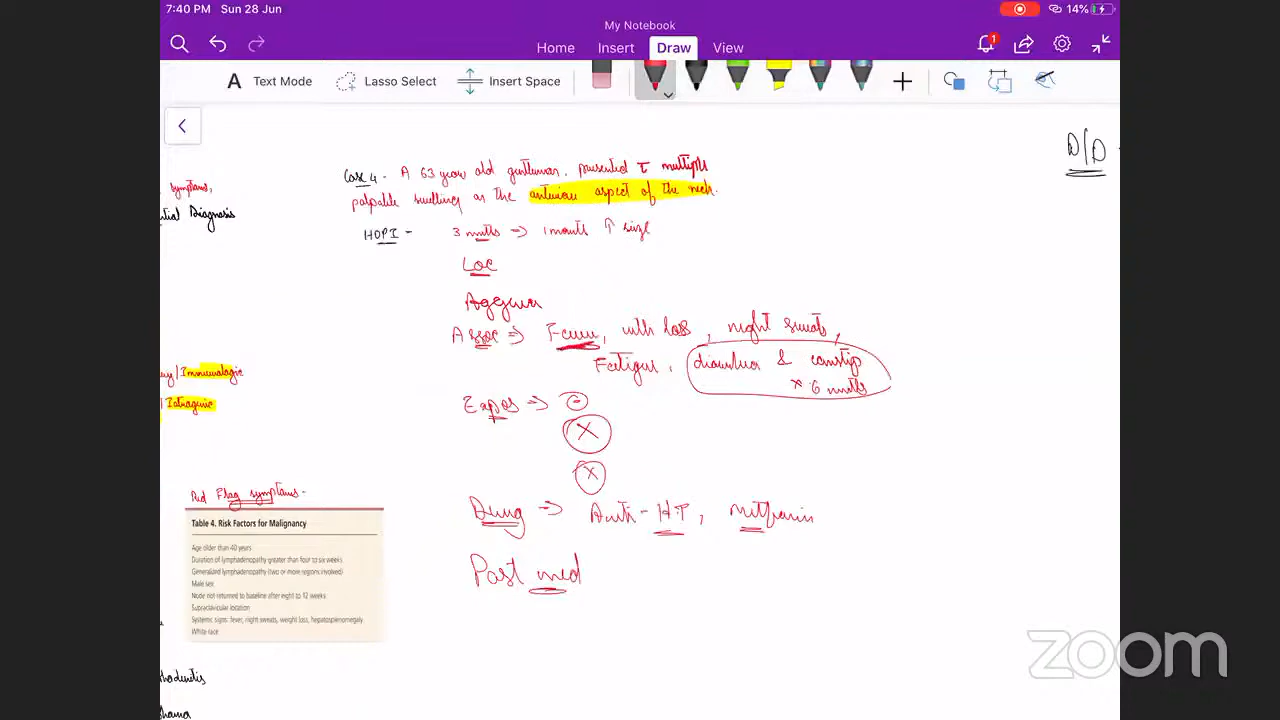 7:40 PM Sun 28 Jun
14%
My Notebook
Home Insert Draw View
1
A Text Mode Lasso Select Insert Space
D/D
Case 4 - A 63 year old gentleman presented c multiple
palpable swelling on the anterior aspect of the neck.
HOPI - 3 mnths => 1 month ↑ size
Loc
Aggrava
Assoc => Fever, wth loss, night sweats,
Fatigue, diarrhea & constip
x 6 mnths
Expos =>
X
X
Drug => Anti-HT, metformin
Past med
symptoms,
tial Diagnosis
/Immunologic
/Iatrogenic
Red Flag symptoms -
Table 4. Risk Factors for Malignancy
Age older than 40 years
Duration of lymphadenopathy greater than four to six weeks
Generalized lymphadenopathy (two or more regions involved)
Male sex
Node not returned to baseline after eight to 12 weeks
Supraclavicular location
Systemic signs: fever, night sweats, weight loss, hepatosplenomegaly
White race
zoom